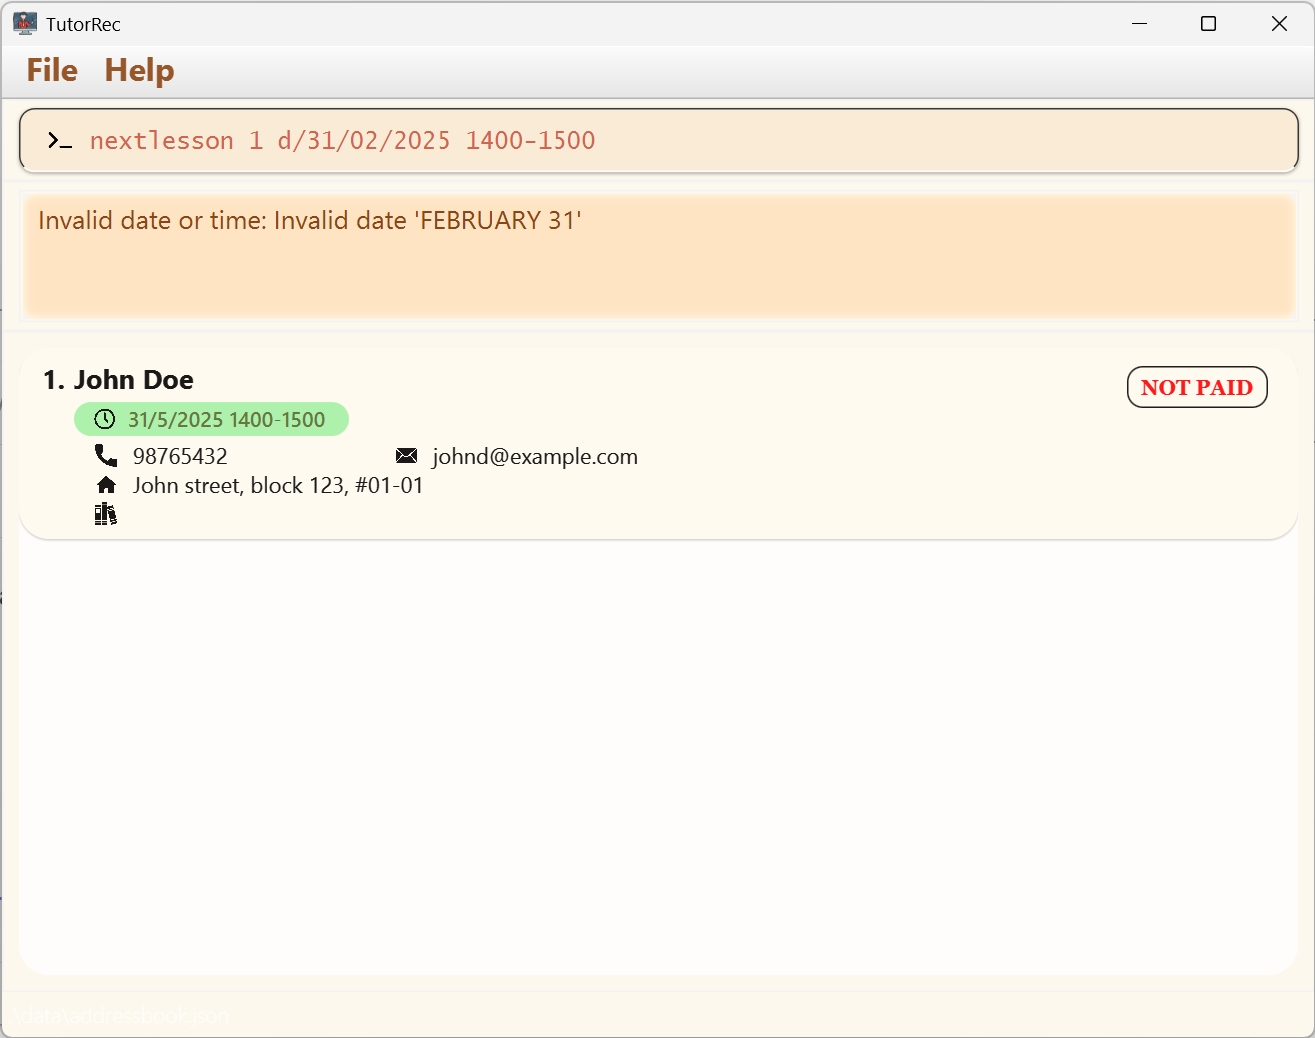 TutorRec
File Help
nextlesson 1 d/31/02/2025 1400-1500
Invalid date or time: Invalid date 'FEBRUARY 31'
1. John Doe
NOT PAID
31/5/2025 1400-1500
98765432 johnd@example.com
John street, block 123, #01-01
\data\addressbook.json